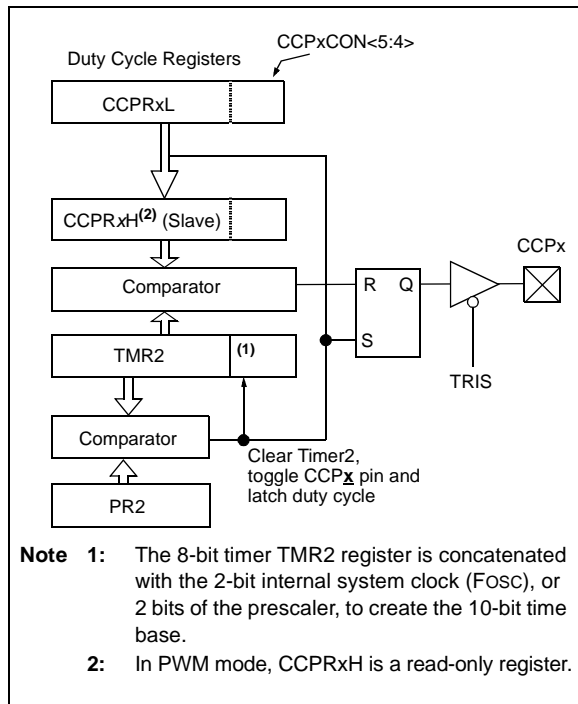 CCPxCON<5:4>
Duty Cycle Registers
CCPRxL
CCPRxH(2) (Slave)
CCPx
Comparator
R Q
TMR2 (1)
S
TRIS
Comparator
Clear Timer2,
toggle CCPx pin and
latch duty cycle
PR2
Note 1: The 8-bit timer TMR2 register is concatenated
with the 2-bit internal system clock (FOSC), or
2 bits of the prescaler, to create the 10-bit time
base.
2: In PWM mode, CCPRxH is a read-only register.